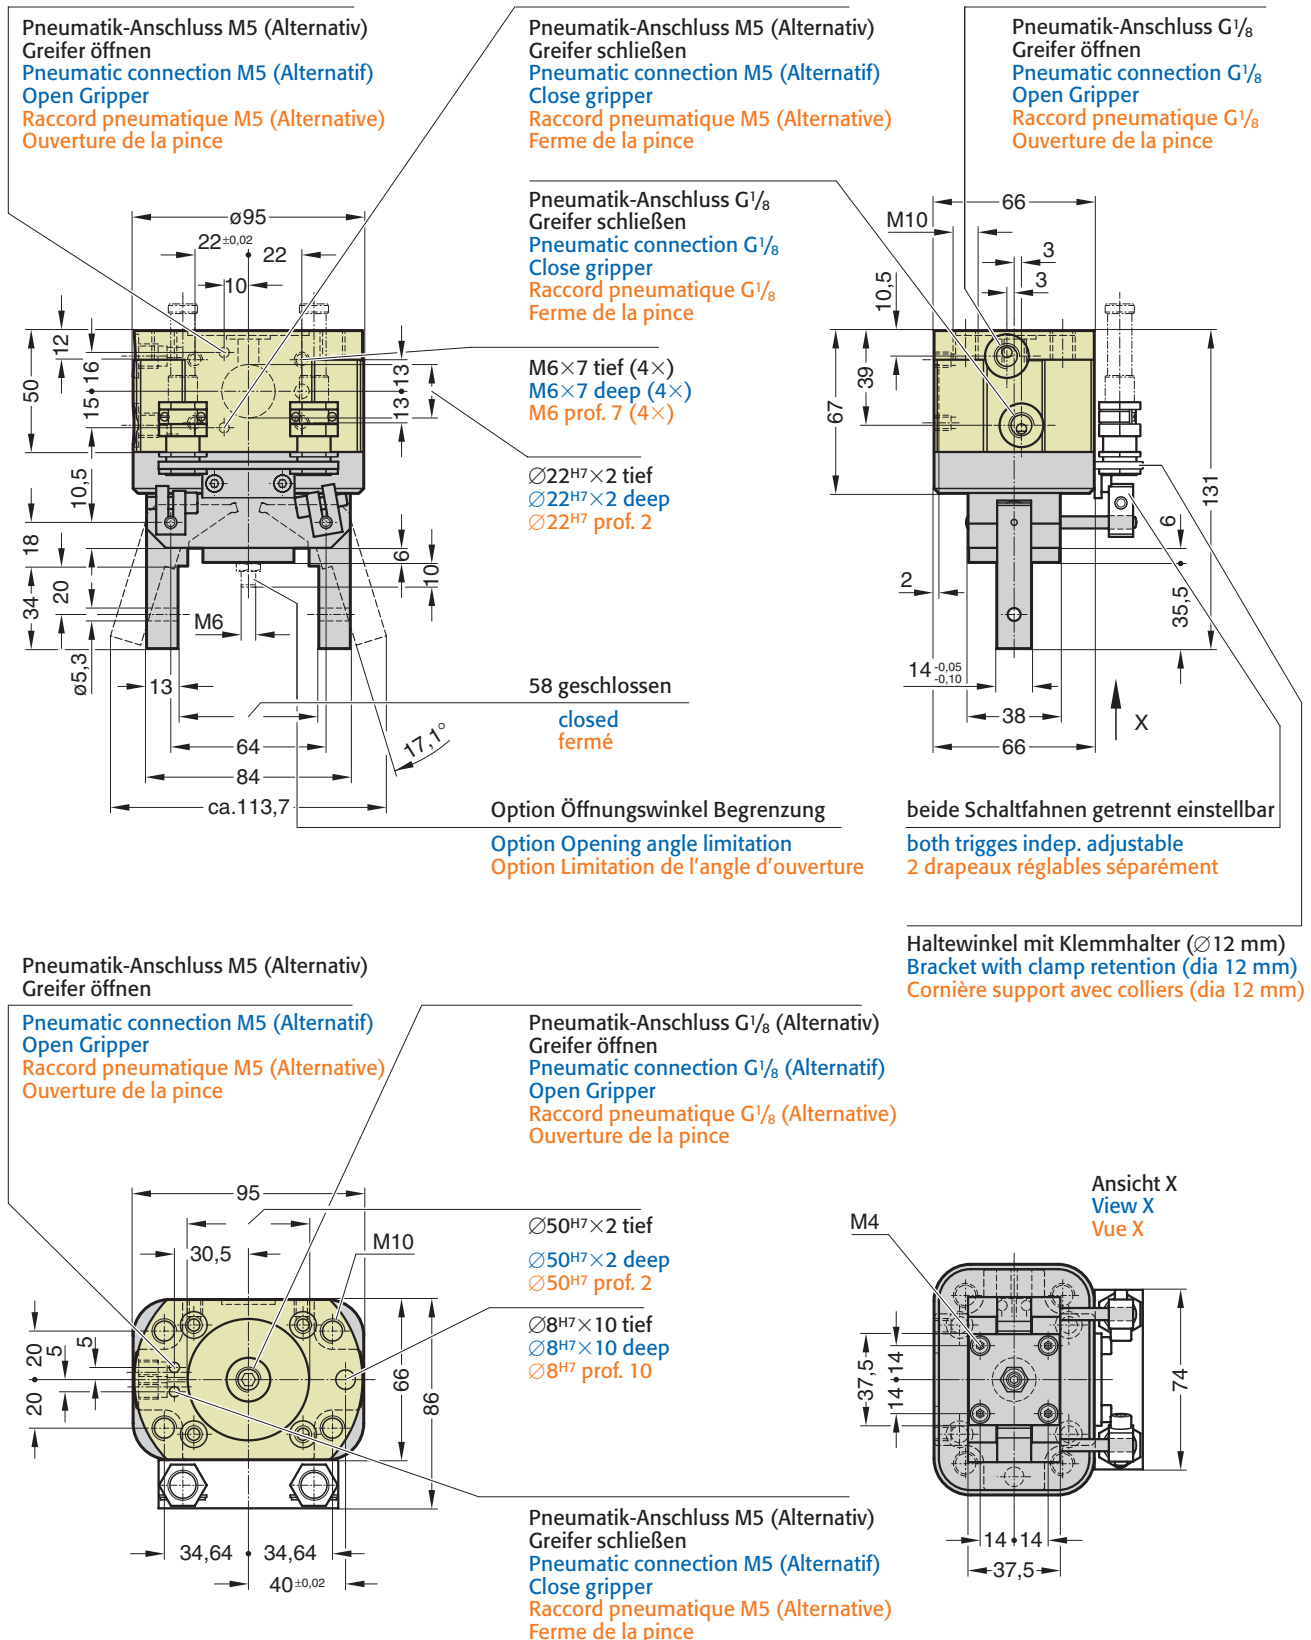 Pneumatik-Anschluss M5 (Alternativ)
Greifer öffnen
Pneumatic connection M5 (Alternatif)
Open Gripper
Raccord pneumatique M5 (Alternative)
Ouverture de la pince
Pneumatik-Anschluss M5 (Alternativ)
Greifer schließen
Pneumatic connection M5 (Alternatif)
Close gripper
Raccord pneumatique M5 (Alternative)
Ferme de la pince
Pneumatik-Anschluss G1/8
Greifer öffnen
Pneumatic connection G1/8
Open Gripper
Raccord pneumatique G1/8
Ouverture de la pince
Pneumatik-Anschluss G1/8
Greifer schließen
Pneumatic connection G1/8
Close gripper
Raccord pneumatique G1/8
Ferme de la pince
ø95
22±0,02
22
10
12
50
16
15
13
13
10,5
18
34
20
ø5,3
6
10
M6
13
64
84
ca.113,7
17,1°
M6×7 tief (4×)
M6×7 deep (4×)
M6 prof. 7 (4×)
∅22H7×2 tief
∅22H7×2 deep
∅22H7 prof. 2
58 geschlossen
closed
fermé
66
M10
3
3
10,5
39
67
131
6
35,5
2
14 -0,05 -0,10
38
66
X
Option Öffnungswinkel Begrenzung
Option Opening angle limitation
Option Limitation de l'angle d'ouverture
beide Schaltfahnen getrennt einstellbar
both trigges indep. adjustable
2 drapeaux réglables séparément
Haltewinkel mit Klemmhalter (∅12 mm)
Bracket with clamp retention (dia 12 mm)
Cornière support avec colliers (dia 12 mm)
Pneumatik-Anschluss M5 (Alternativ)
Greifer öffnen
Pneumatic connection M5 (Alternatif)
Open Gripper
Raccord pneumatique M5 (Alternative)
Ouverture de la pince
Pneumatik-Anschluss G1/8 (Alternativ)
Greifer öffnen
Pneumatic connection G1/8 (Alternatif)
Open Gripper
Raccord pneumatique G1/8 (Alternative)
Ouverture de la pince
95
30,5
M10
20
5
5
20
66
86
34,64
34,64
40±0,02
∅50H7×2 tief
∅50H7×2 deep
∅50H7 prof. 2
∅8H7×10 tief
∅8H7×10 deep
∅8H7 prof. 10
Ansicht X
View X
Vue X
M4
37,5
14
14
74
14
14
37,5
Pneumatik-Anschluss M5 (Alternativ)
Greifer schließen
Pneumatic connection M5 (Alternatif)
Close gripper
Raccord pneumatique M5 (Alternative)
Ferme de la pince